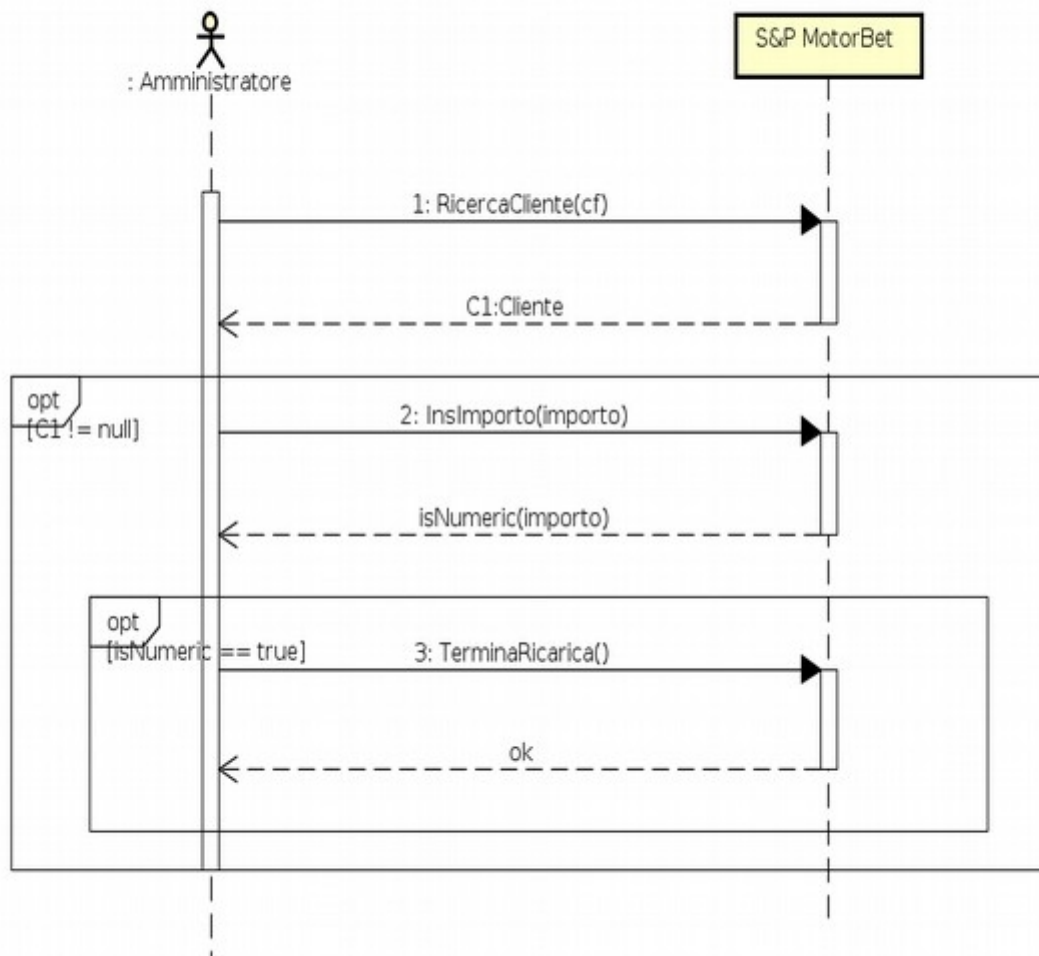 : Amministratore
S&P MotorBet
1: RicercaCliente(cf)
C1:Cliente
opt
[C1 != null]
2: InsImporto(importo)
isNumeric(importo)
opt
[isNumeric == true]
3: TerminaRicarica()
ok